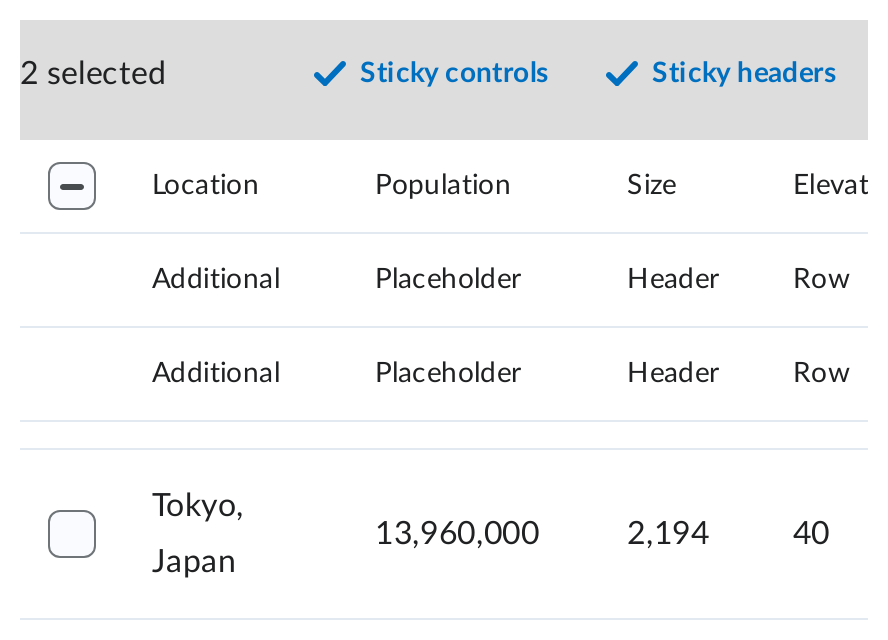 2 selected Sticky controls Sticky headers
Location Population Size Elevat
Additional Placeholder Header Row
Additional Placeholder Header Row
Tokyo,
13,960,000 2,194 40
Japan